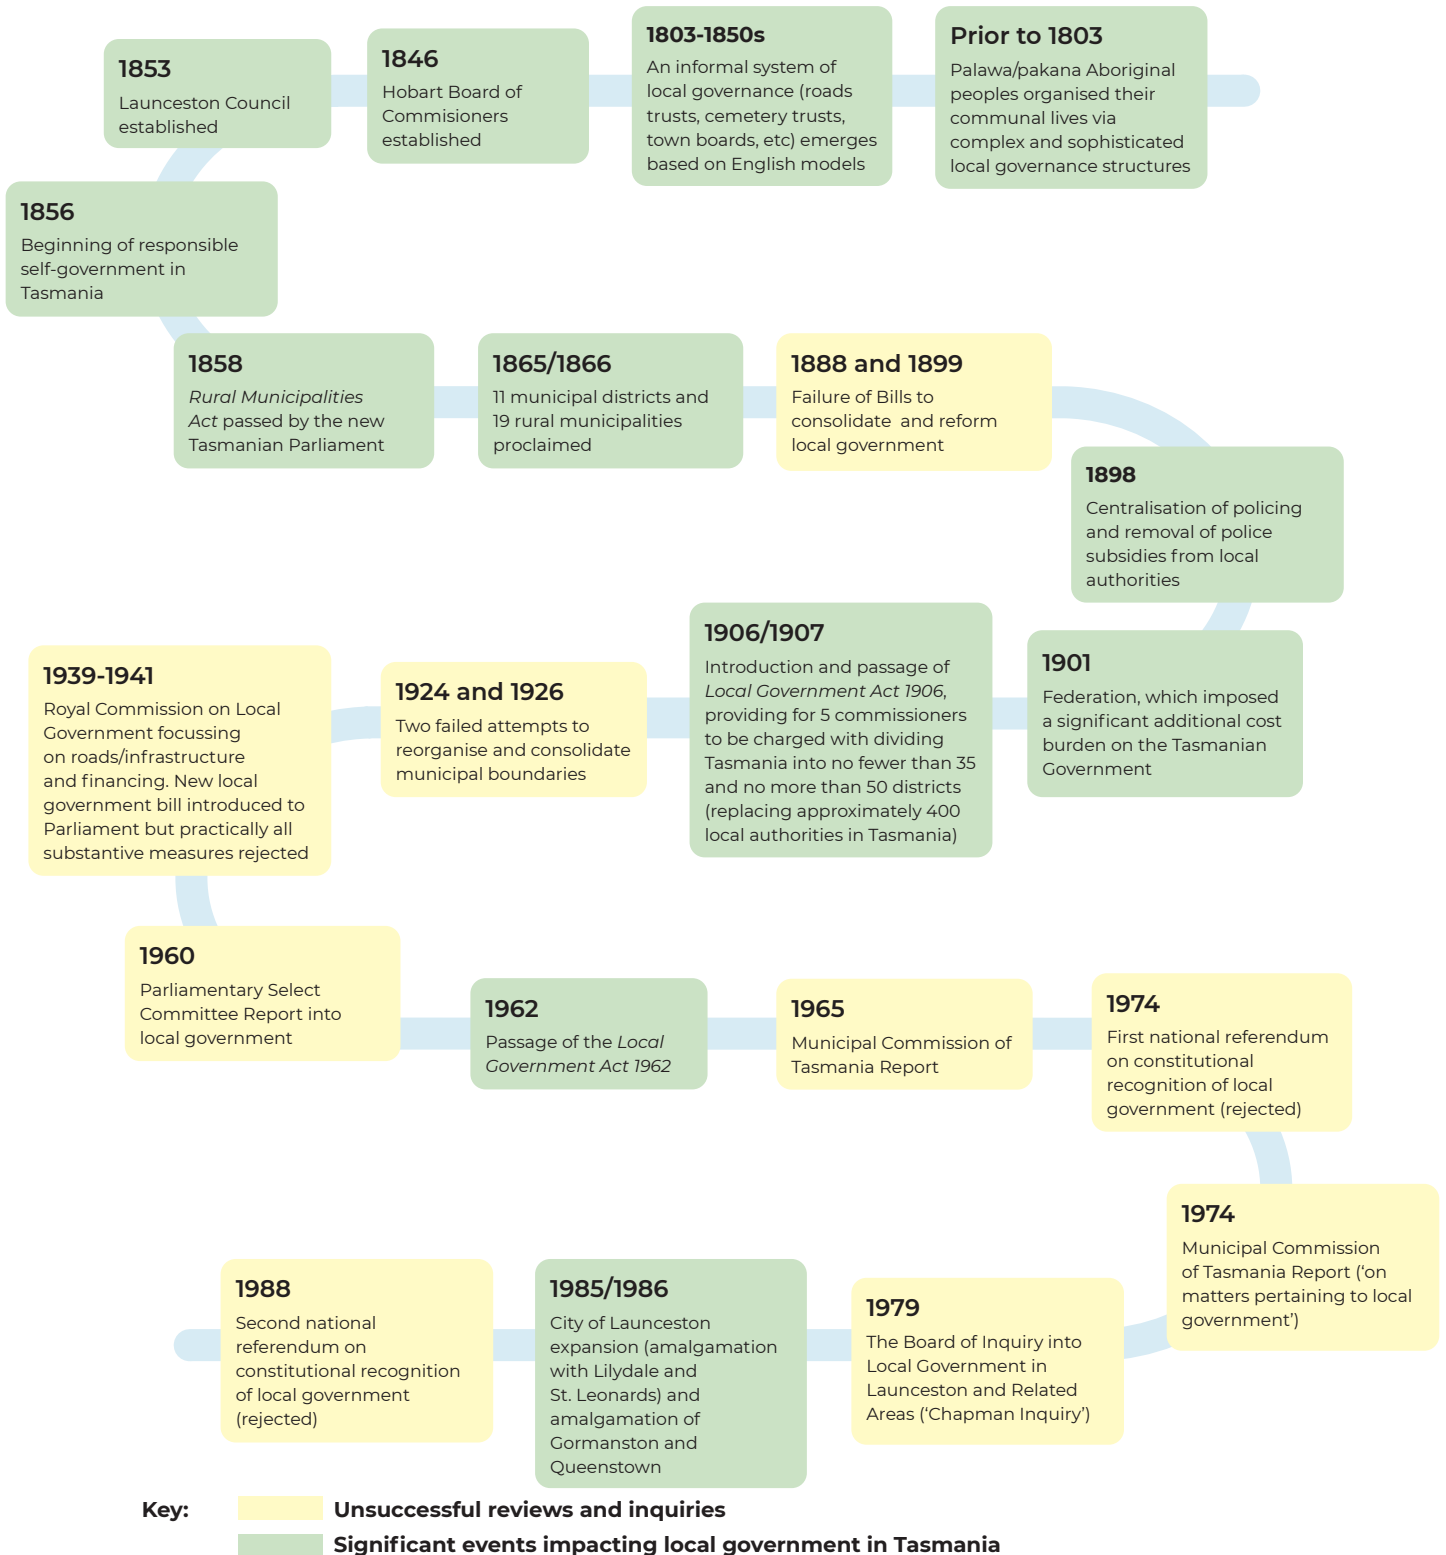 Prior to 1803
Palawa/pakana Aboriginal
peoples organised their
communal lives via
complex and sophisticated
local governance structures
1803-1850s
An informal system of
local governance (roads
trusts, cemetery trusts,
town boards, etc) emerges
based on English models
1846
Hobart Board of
Commisioners
established
1853
Launceston Council
established
1856
Beginning of responsible
self-government in
Tasmania
1858
Rural Municipalities
Act passed by the new
Tasmanian Parliament
1865/1866
11 municipal districts and
19 rural municipalities
proclaimed
1888 and 1899
Failure of Bills to
consolidate and reform
local government
1898
Centralisation of policing
and removal of police
subsidies from local
authorities
1901
Federation, which imposed
a significant additional cost
burden on the Tasmanian
Government
1906/1907
Introduction and passage of
Local Government Act 1906,
providing for 5 commissioners
to be charged with dividing
Tasmania into no fewer than 35
and no more than 50 districts
(replacing approximately 400
local authorities in Tasmania)
1924 and 1926
Two failed attempts to
reorganise and consolidate
municipal boundaries
1939-1941
Royal Commission on Local
Government focussing
on roads/infrastructure
and financing. New local
government bill introduced to
Parliament but practically all
substantive measures rejected
1960
Parliamentary Select
Committee Report into
local government
1962
Passage of the Local
Government Act 1962
1965
Municipal Commission of
Tasmania Report
1974
First national referendum
on constitutional
recognition of local
government (rejected)
1974
Municipal Commission
of Tasmania Report (‘on
matters pertaining to local
government’)
1979
The Board of Inquiry into
Local Government in
Launceston and Related
Areas (‘Chapman Inquiry’)
1985/1986
City of Launceston
expansion (amalgamation
with Lilydale and
St. Leonards) and
amalgamation of
Gormanston and
Queenstown
1988
Second national
referendum on
constitutional recognition
of local government
(rejected)
Key:
Unsuccessful reviews and inquiries
Significant events impacting local government in Tasmania